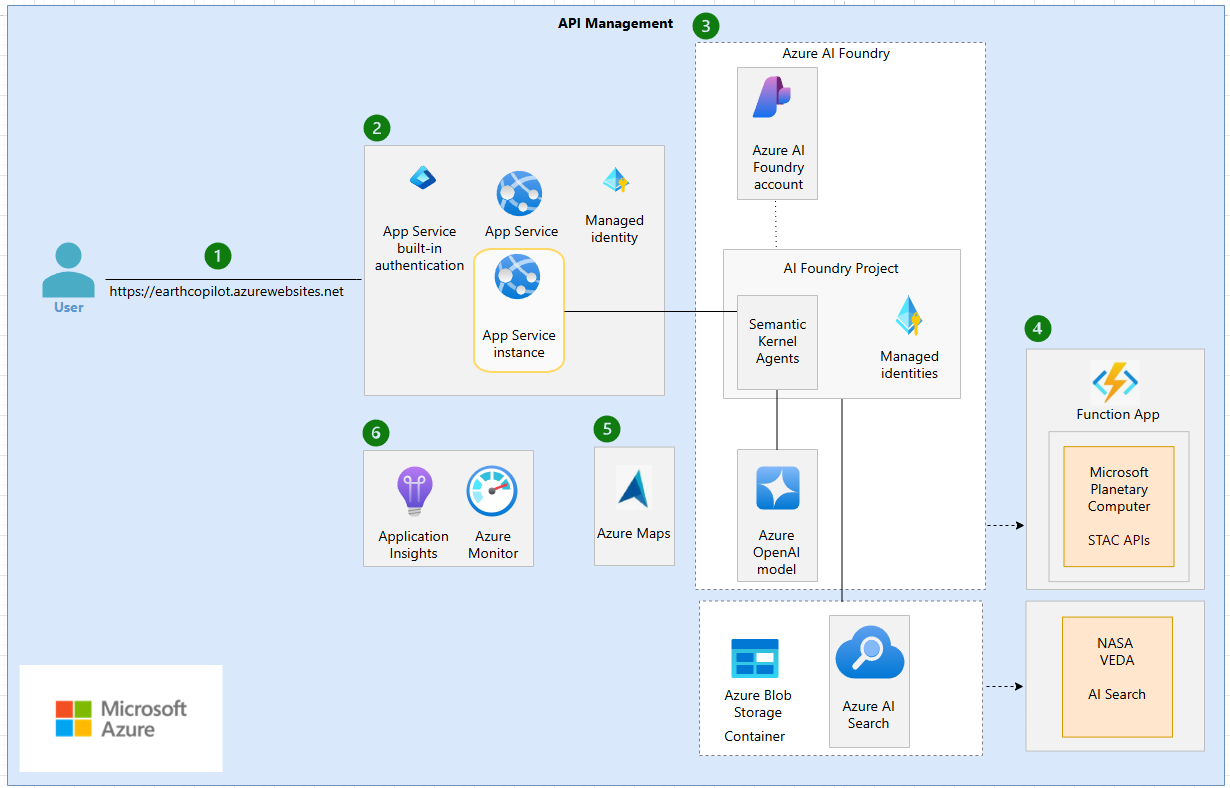 API Management
3
Azure AI Foundry
Azure AI
Foundry
account
2
App Service
built-in
authentication
App Service
Managed
identity
App Service
instance
1
https://earthcopilot.azurewebsites.net
User
AI Foundry Project
Semantic
Kernel
Agents
Managed
identities
4
Function App
Microsoft
Planetary
Computer
STAC APIs
6
Application
Insights
Azure
Monitor
5
Azure Maps
Azure
OpenAI
model
Azure Blob
Storage
Container
Azure AI
Search
NASA
VEDA
AI Search
Microsoft
Azure